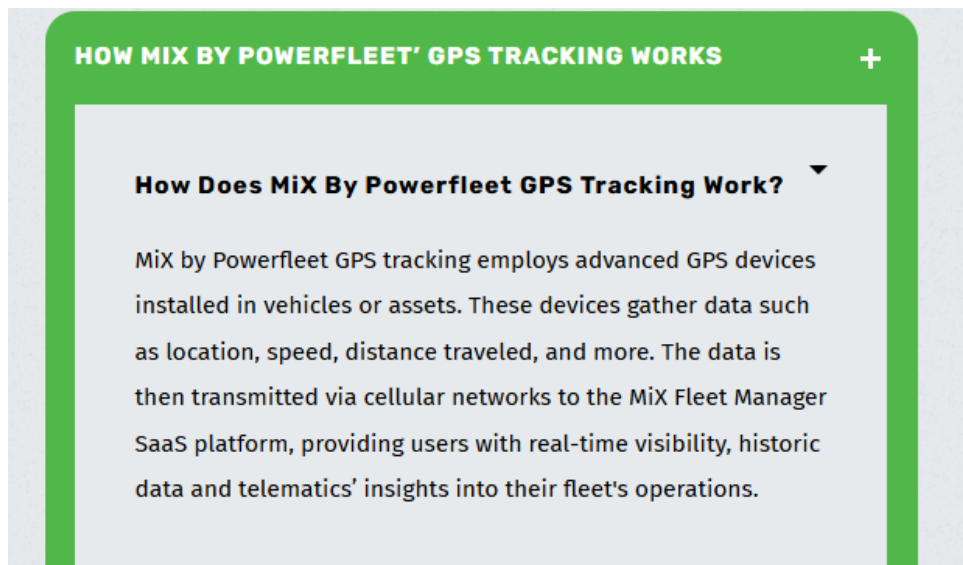 HOW MIX BY POWERFLEET’ GPS TRACKING WORKS +
How Does MiX By Powerfleet GPS Tracking Work?
MiX by Powerfleet GPS tracking employs advanced GPS devices
installed in vehicles or assets. These devices gather data such
as location, speed, distance traveled, and more. The data is
then transmitted via cellular networks to the MiX Fleet Manager
SaaS platform, providing users with real-time visibility, historic
data and telematics’ insights into their fleet's operations.